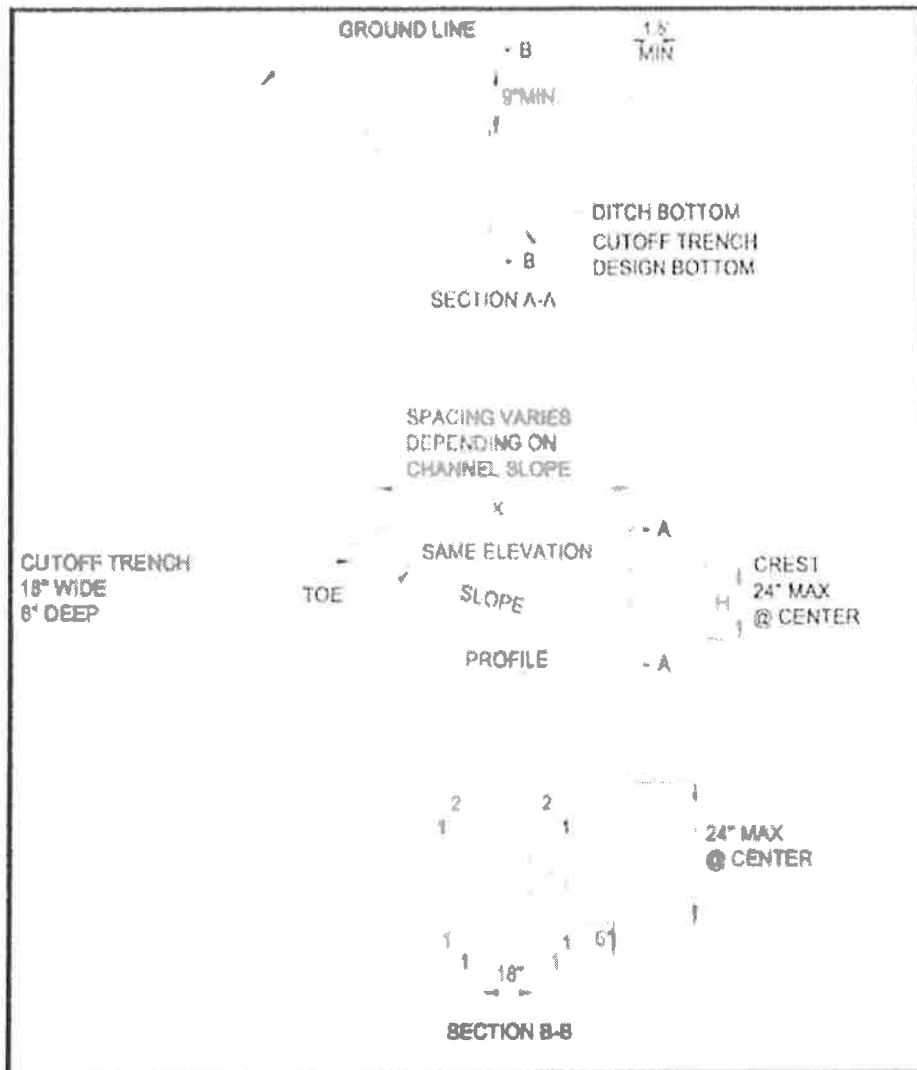 GROUND LINE
B
1.5'
MIN
9"MIN
DITCH BOTTOM
CUTOFF TRENCH
B
DESIGN BOTTOM
SECTION A-A
SPACING VARIES
DEPENDING ON
CHANNEL SLOPE
X
A
SAME ELEVATION
CUTOFF TRENCH
18" WIDE
6" DEEP
TOE
SLOPE
H
CREST
24" MAX
@ CENTER
PROFILE
A
2
2
1
1
24" MAX
@ CENTER
1
1
6"
1
1
18"
SECTION B-B